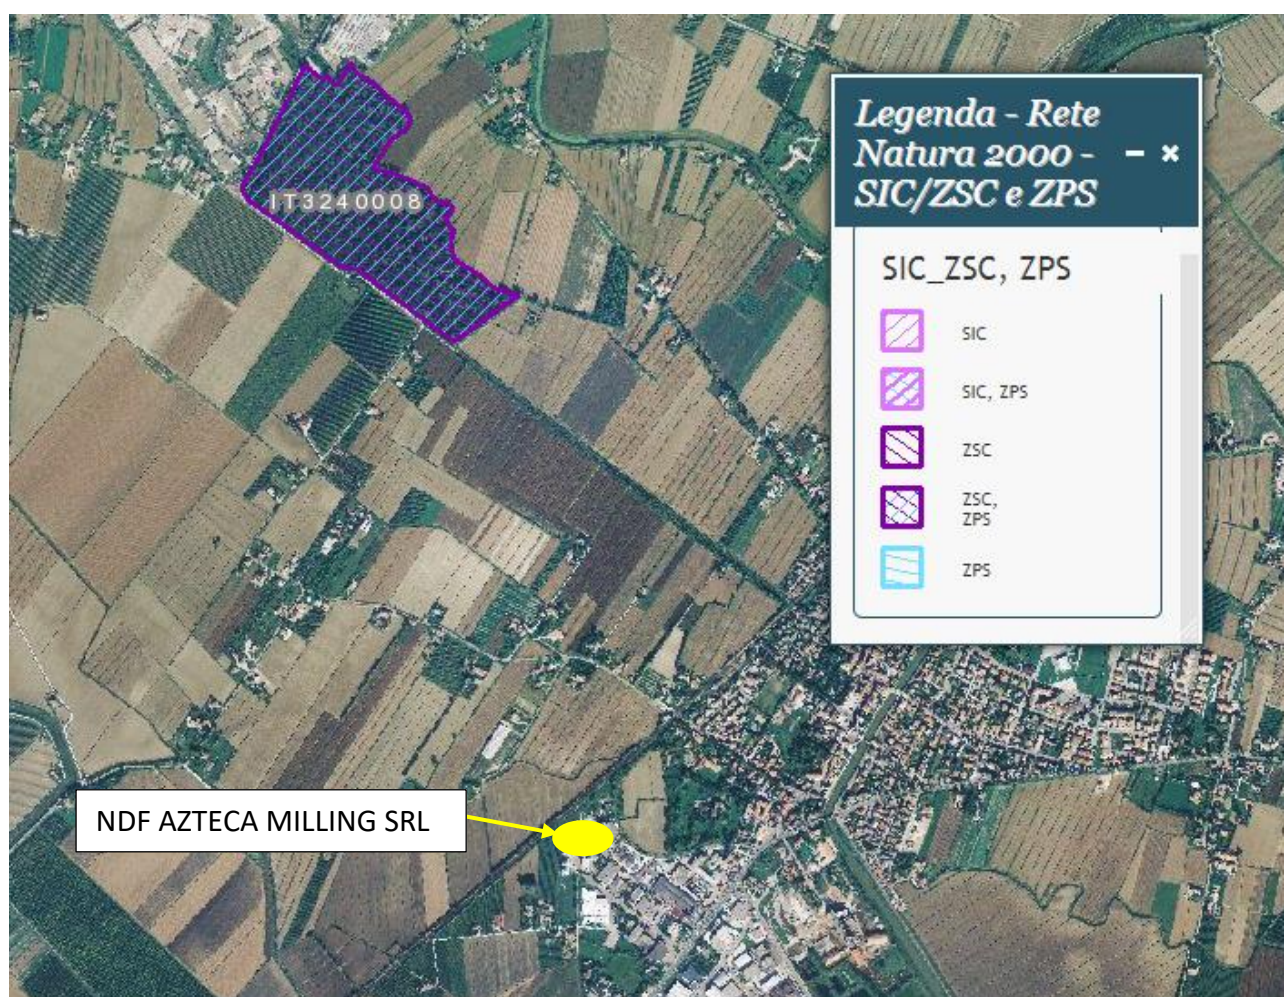 Legenda - Rete
Natura 2000 -
SIC/ZSC e ZPS
IT3240008
SIC_ZSC, ZPS
SIC
SIC, ZPS
ZSC
ZSC,
ZPS
ZPS
NDF AZTECA MILLING SRL